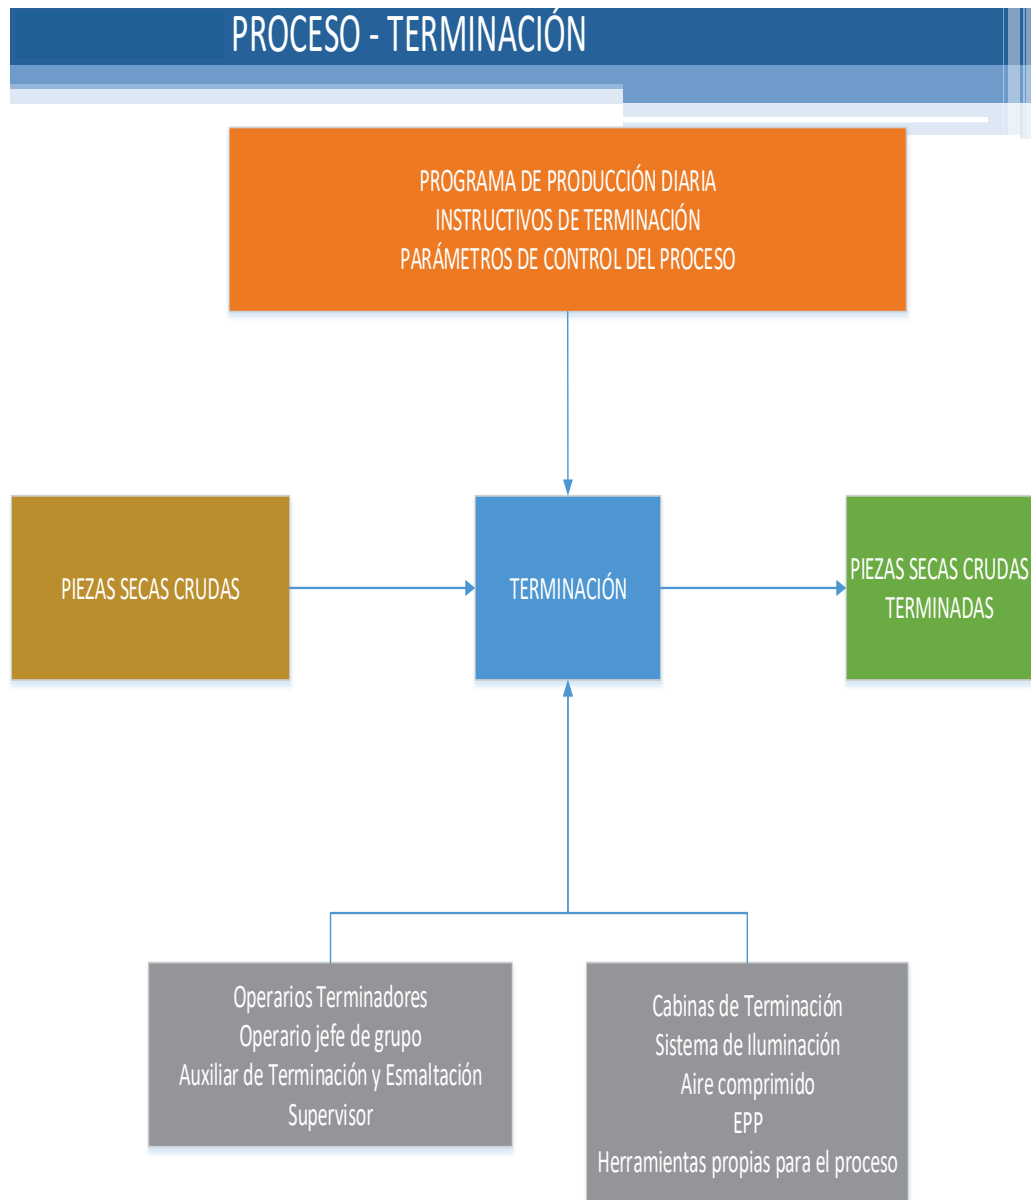 PROCESO - TERMINACIÓN
PROGRAMA DE PRODUCCIÓN DIARIA
INSTRUCTIVOS DE TERMINACIÓN
PARÁMETROS DE CONTROL DEL PROCESO
PIEZAS SECAS CRUDAS
TERMINACIÓN
PIEZAS SECAS CRUDAS
TERMINADAS
Operarios Terminadores
Operario jefe de grupo
Auxiliar de Terminación y Esmaltación
Supervisor
Cabinas de Terminación
Sistema de Iluminación
Aire comprimido
EPP
Herramientas propias para el proceso